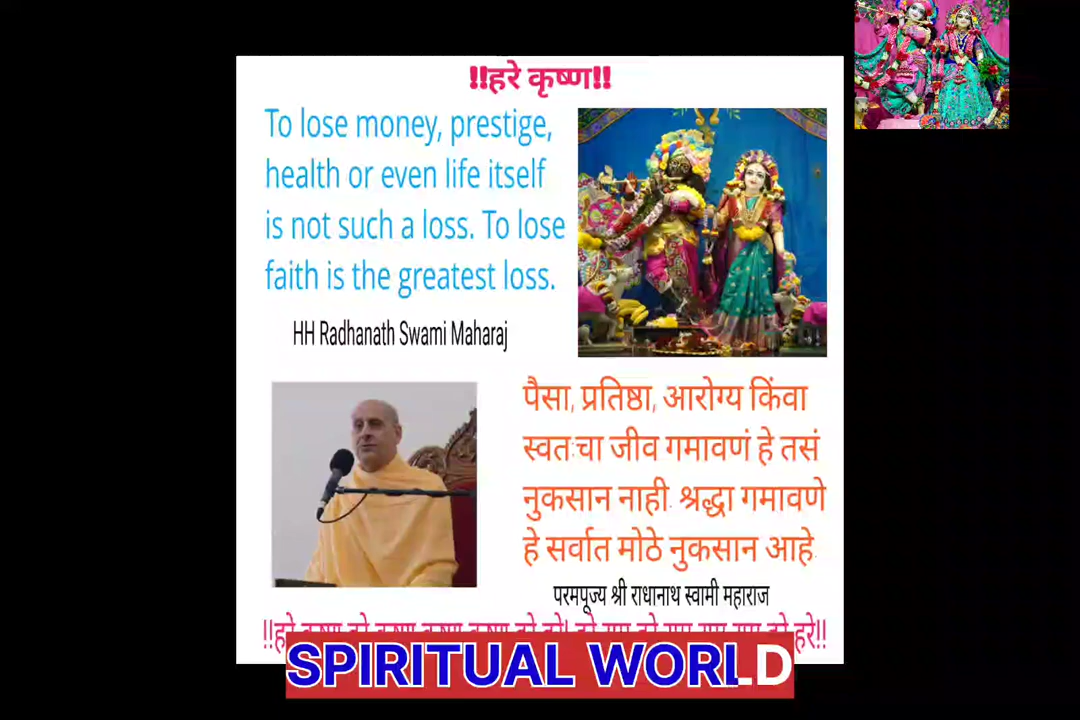 !!हरे कृष्ण!!
To lose money, prestige,
health or even life itself
is not such a loss. To lose
faith is the greatest loss.
HH Radhanath Swami Maharaj
पैसा, प्रतिष्ठा, आरोग्य किंवा
स्वतःचा जीव गमावणं हे तसं
नुकसान नाही. श्रद्धा गमावणे
हे सर्वात मोठे नुकसान आहे.
परमपूज्य श्री राधानाथ स्वामी महाराज
!!हरे हरे!!
SPIRITUAL WORLD